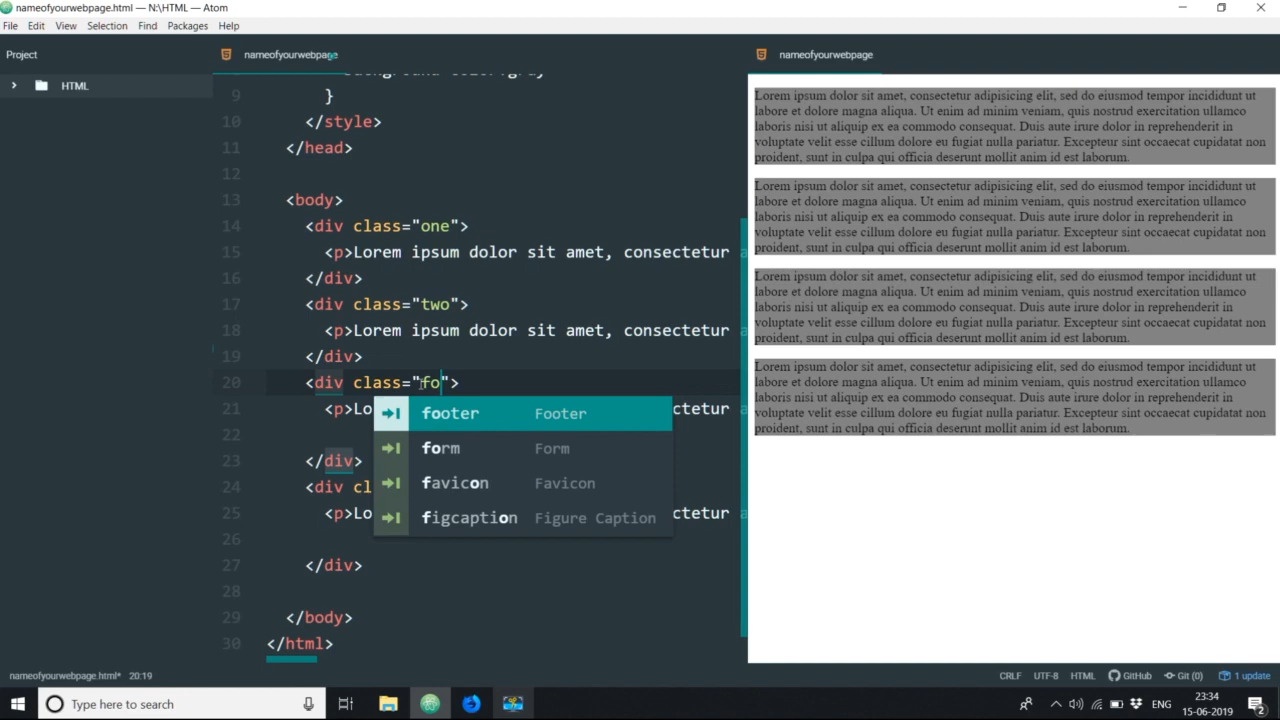 nameofyourwebpage.html — N:\HTML — Atom
File Edit View Selection Find Packages Help
Project
nameofyourwebpage
nameofyourwebpage
HTML
9 }
10 </style>
11 </head>
12
13 <body>
14 <div class="one">
15 <p>Lorem ipsum dolor sit amet, consectetur
16 </div>
17 <div class="two">
18 <p>Lorem ipsum dolor sit amet, consectetur
19 </div>
20 <div class="fo">
21 <p>Lo ctetur
22
23 </div>
24 <div cl
25 <p>Lo ctetur
26
27 </div>
28
29 </body>
30 </html>
footer Footer
form Form
favicon Favicon
figcaption Figure Caption
Lorem ipsum dolor sit amet, consectetur adipisicing elit, sed do eiusmod tempor incididunt ut
labore et dolore magna aliqua. Ut enim ad minim veniam, quis nostrud exercitation ullamco
laboris nisi ut aliquip ex ea commodo consequat. Duis aute irure dolor in reprehenderit in
voluptate velit esse cillum dolore eu fugiat nulla pariatur. Excepteur sint occaecat cupidatat non
proident, sunt in culpa qui officia deserunt mollit anim id est laborum.
Lorem ipsum dolor sit amet, consectetur adipisicing elit, sed do eiusmod tempor incididunt ut
labore et dolore magna aliqua. Ut enim ad minim veniam, quis nostrud exercitation ullamco
laboris nisi ut aliquip ex ea commodo consequat. Duis aute irure dolor in reprehenderit in
voluptate velit esse cillum dolore eu fugiat nulla pariatur. Excepteur sint occaecat cupidatat non
proident, sunt in culpa qui officia deserunt mollit anim id est laborum.
Lorem ipsum dolor sit amet, consectetur adipisicing elit, sed do eiusmod tempor incididunt ut
labore et dolore magna aliqua. Ut enim ad minim veniam, quis nostrud exercitation ullamco
laboris nisi ut aliquip ex ea commodo consequat. Duis aute irure dolor in reprehenderit in
voluptate velit esse cillum dolore eu fugiat nulla pariatur. Excepteur sint occaecat cupidatat non
proident, sunt in culpa qui officia deserunt mollit anim id est laborum.
Lorem ipsum dolor sit amet, consectetur adipisicing elit, sed do eiusmod tempor incididunt ut
labore et dolore magna aliqua. Ut enim ad minim veniam, quis nostrud exercitation ullamco
laboris nisi ut aliquip ex ea commodo consequat. Duis aute irure dolor in reprehenderit in
voluptate velit esse cillum dolore eu fugiat nulla pariatur. Excepteur sint occaecat cupidatat non
proident, sunt in culpa qui officia deserunt mollit anim id est laborum.
nameofyourwebpage.html* 20:19
CRLF UTF-8 HTML GitHub Git (0) 1 update
Type here to search
ENG
23:34
15-06-2019
2